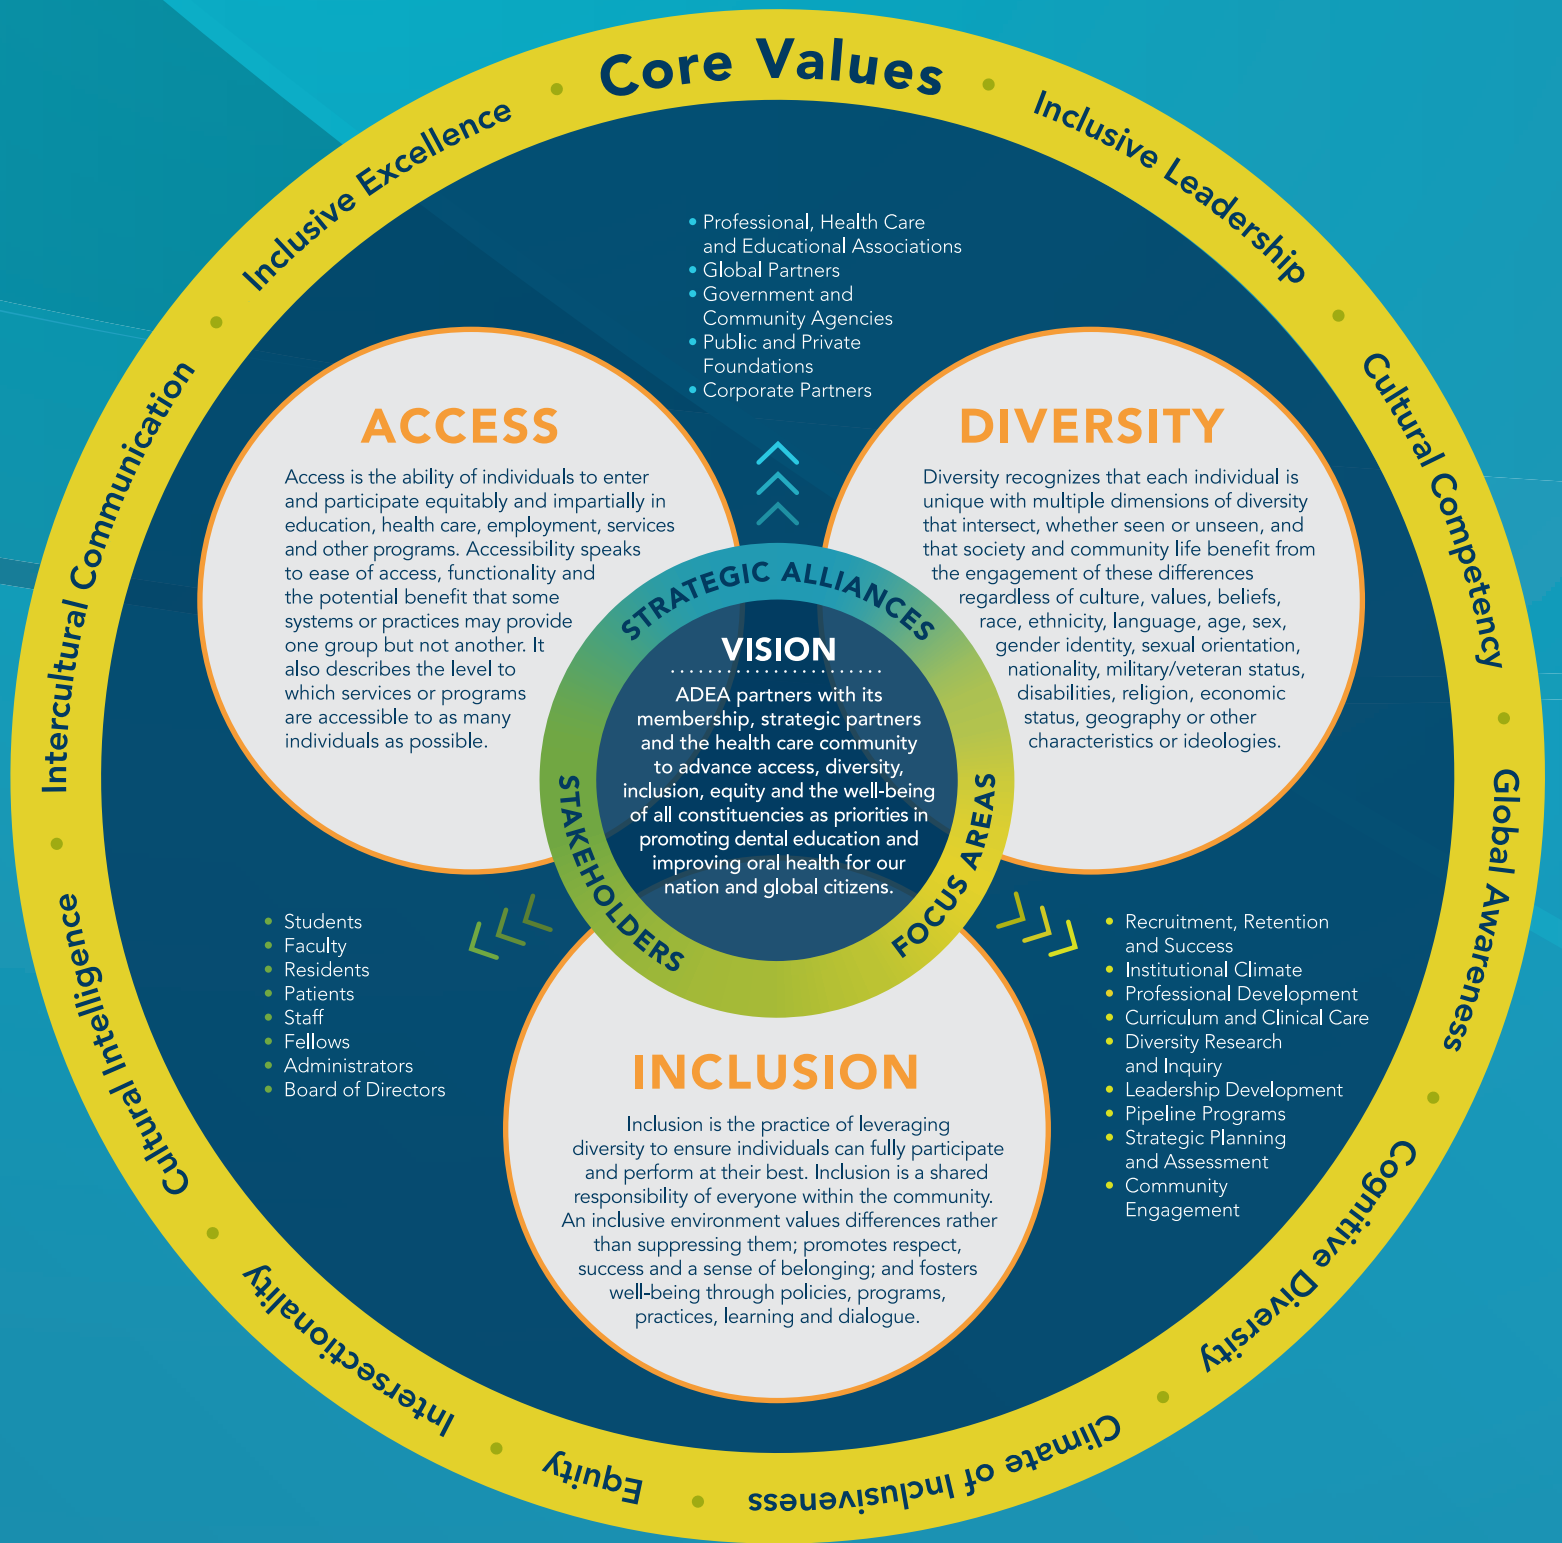 Core Values
Inclusive Leadership
Cultural Competency
Global Awareness
Cognitive Diversity
Climate of Inclusiveness
Equity
Intersectionality
Cultural Intelligence
Intercultural Communication
Inclusive Excellence
• Professional, Health Care
and Educational Associations
• Global Partners
• Government and
Community Agencies
• Public and Private
Foundations
• Corporate Partners
ACCESS
Access is the ability of individuals to enter
and participate equitably and impartially in
education, health care, employment, services
and other programs. Accessibility speaks
to ease of access, functionality and
the potential benefit that some
systems or practices may provide
one group but not another. It
also describes the level to
which services or programs
are accessible to as many
individuals as possible.
DIVERSITY
Diversity recognizes that each individual is
unique with multiple dimensions of diversity
that intersect, whether seen or unseen, and
that society and community life benefit from
the engagement of these differences
regardless of culture, values, beliefs,
race, ethnicity, language, age, sex,
gender identity, sexual orientation,
nationality, military/veteran status,
disabilities, religion, economic
status, geography or other
characteristics or ideologies.
STRATEGIC ALLIANCES
VISION
ADEA partners with its
membership, strategic partners
and the health care community
to advance access, diversity,
inclusion, equity and the well-being
of all constituencies as priorities in
promoting dental education and
improving oral health for our
nation and global citizens.
STAKEHOLDERS
FOCUS AREAS
• Students
• Faculty
• Residents
• Patients
• Staff
• Fellows
• Administrators
• Board of Directors
• Recruitment, Retention
and Success
• Institutional Climate
• Professional Development
• Curriculum and Clinical Care
• Diversity Research
and Inquiry
• Leadership Development
• Pipeline Programs
• Strategic Planning
and Assessment
• Community
Engagement
INCLUSION
Inclusion is the practice of leveraging
diversity to ensure individuals can fully participate
and perform at their best. Inclusion is a shared
responsibility of everyone within the community.
An inclusive environment values differences rather
than suppressing them; promotes respect,
success and a sense of belonging; and fosters
well-being through policies, programs,
practices, learning and dialogue.